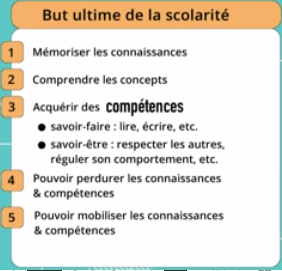 But ultime de la scolarité
1 Mémoriser les connaissances
2 Comprendre les concepts
3 Acquérir des compétences
● savoir-faire : lire, écrire, etc.
● savoir-être : respecter les autres,
réguler son comportement, etc.
4 Pouvoir perdurer les connaissances
& compétences
5 Pouvoir mobiliser les connaissances
& compétences